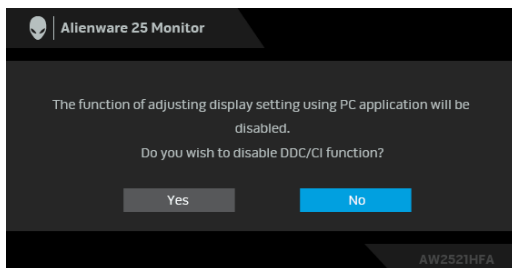 Alienware 25 Monitor
The function of adjusting display setting using PC application will be
disabled.
Do you wish to disable DDC/CI function?
Yes No
AW2521HFA